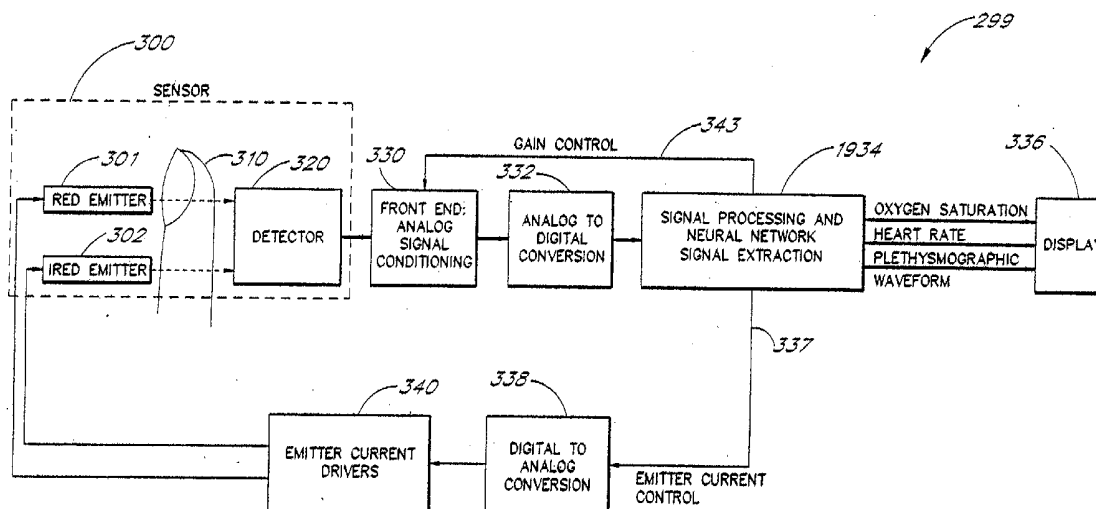 299
300
SENSOR
301
310
320
330
GAIN CONTROL
343
332
1934
336
RED EMITTER
302
IRED EMITTER
DETECTOR
FRONT END:
ANALOG
SIGNAL
CONDITIONING
ANALOG TO
DIGITAL
CONVERSION
SIGNAL PROCESSING AND
NEURAL NETWORK
SIGNAL EXTRACTION
OXYGEN SATURATION
HEART RATE
PLETHYSMOGRAPHIC
WAVEFORM
DISPLAY
337
340
338
EMITTER CURRENT
DRIVERS
DIGITAL TO
ANALOG
CONVERSION
EMITTER CURRENT
CONTROL